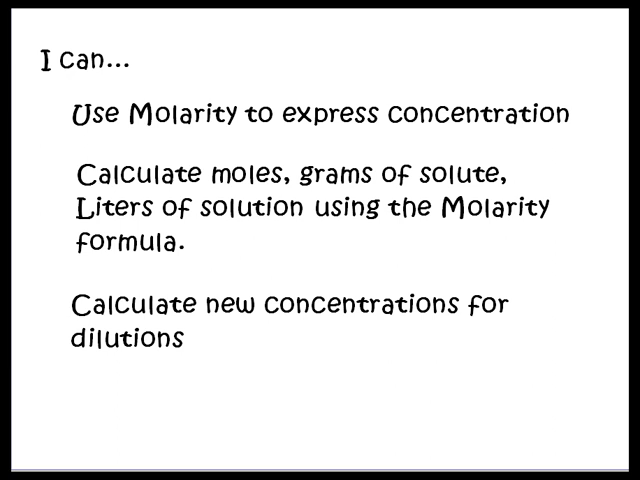 I can...
Use Molarity to express concentration
Calculate moles, grams of solute,
Liters of solution using the Molarity
formula.
Calculate new concentrations for
dilutions